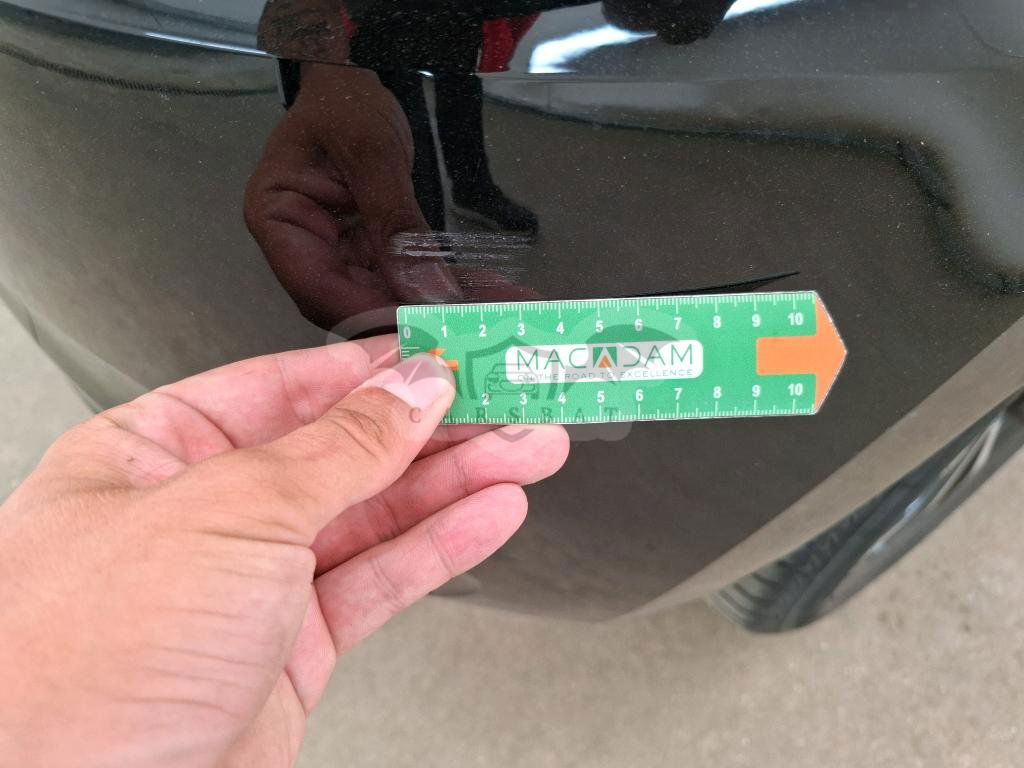 0 1 2 3 4 5 6 7 8 9 10
MACADAM
ON THE ROAD TO EXCELLENCE
2 3 4 5 6 7 8 9 10
CARSBAT